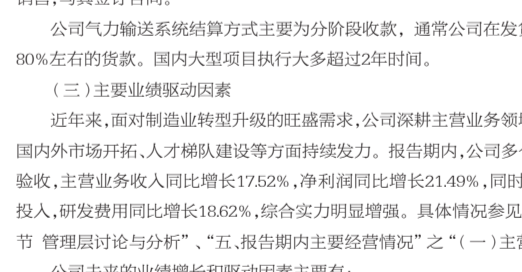 公司气力输送系统结算方式主要为分阶段收款，通常公司在发
80%左右的货款。国内大型项目执行大多超过2年时间。
（三）主要业绩驱动因素
近年来，面对制造业转型升级的旺盛需求，公司深耕主营业务领
国内外市场开拓、人才梯队建设等方面持续发力。报告期内，公司多
验收，主营业务收入同比增长17.52%，净利润同比增长21.49%，同时
投入，研发费用同比增长18.62%，综合实力明显增强。具体情况参见
节 管理层讨论与分析”、“五、报告期内主要经营情况”之“（一）主
公司未来的业绩增长和驱动因素主要有：